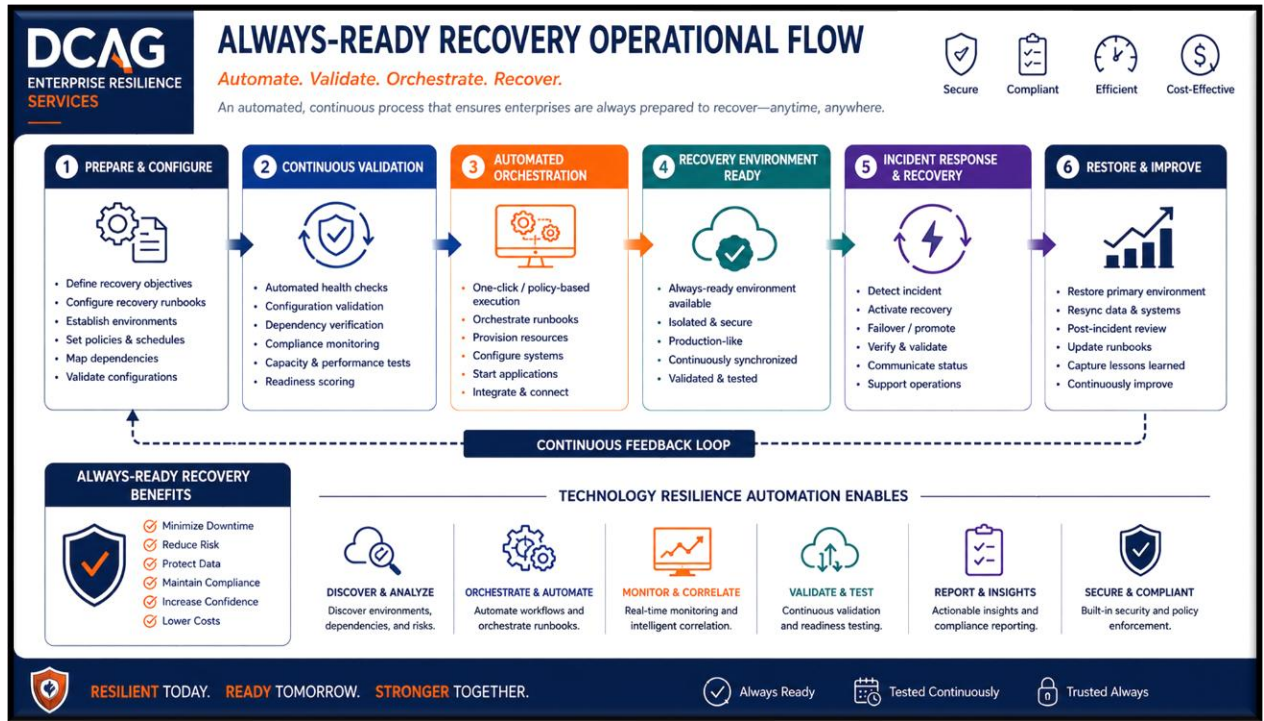 DCAG
ENTERPRISE RESILIENCE
SERVICES
ALWAYS-READY RECOVERY OPERATIONAL FLOW
Automate. Validate. Orchestrate. Recover.
An automated, continuous process that ensures enterprises are always prepared to recover—anytime, anywhere.
Secure
Compliant
Efficient
Cost-Effective
1 PREPARE & CONFIGURE
• Define recovery objectives
• Configure recovery runbooks
• Establish environments
• Set policies & schedules
• Map dependencies
• Validate configurations
2 CONTINUOUS VALIDATION
• Automated health checks
• Configuration validation
• Dependency verification
• Compliance monitoring
• Capacity & performance tests
• Readiness scoring
3 AUTOMATED
ORCHESTRATION
• One-click / policy-based
execution
• Orchestrate runbooks
• Provision resources
• Configure systems
• Start applications
• Integrate & connect
4 RECOVERY ENVIRONMENT
READY
• Always-ready environment
available
• Isolated & secure
• Production-like
• Continuously synchronized
• Validated & tested
5 INCIDENT RESPONSE
& RECOVERY
• Detect incident
• Activate recovery
• Failover / promote
• Verify & validate
• Communicate status
• Support operations
6 RESTORE & IMPROVE
• Restore primary environment
• Resync data & systems
• Post-incident review
• Update runbooks
• Capture lessons learned
• Continuously improve
CONTINUOUS FEEDBACK LOOP
ALWAYS-READY RECOVERY
BENEFITS
Minimize Downtime
Reduce Risk
Protect Data
Maintain Compliance
Increase Confidence
Lower Costs
TECHNOLOGY RESILIENCE AUTOMATION ENABLES
DISCOVER & ANALYZE
Discover environments,
dependencies, and risks.
ORCHESTRATE & AUTOMATE
Automate workflows and
orchestrate runbooks.
MONITOR & CORRELATE
Real-time monitoring and
intelligent correlation.
VALIDATE & TEST
Continuous validation
and readiness testing.
REPORT & INSIGHTS
Actionable insights and
compliance reporting.
SECURE & COMPLIANT
Built-in security and policy
enforcement.
RESILIENT TODAY. READY TOMORROW. STRONGER TOGETHER.
Always Ready
Tested Continuously
Trusted Always